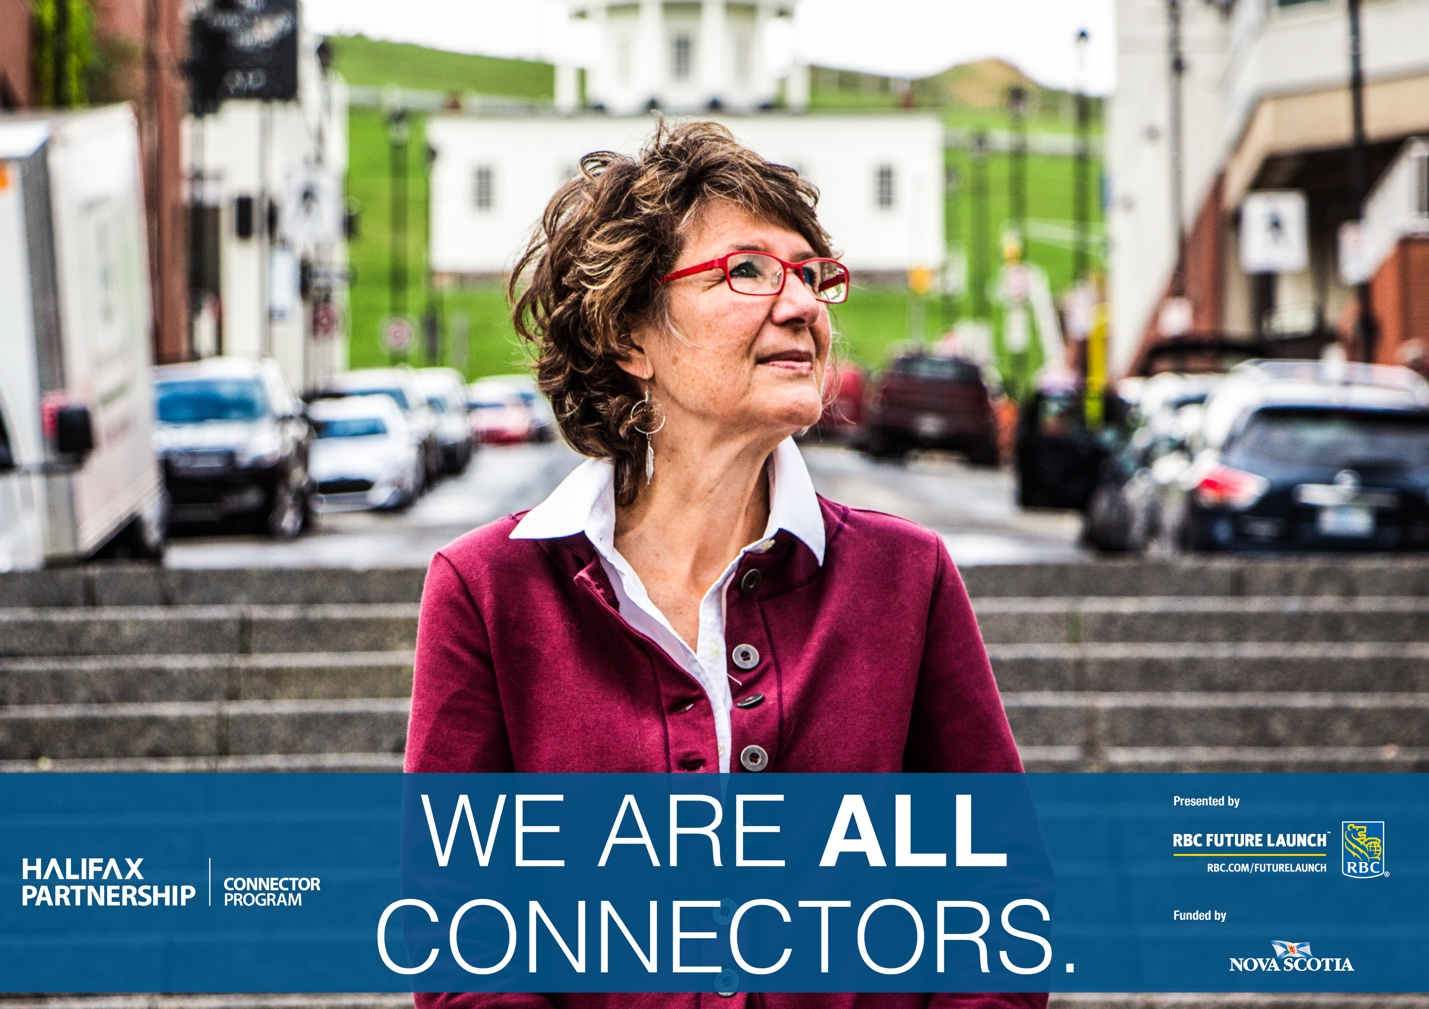 WE ARE ALL
CONNECTORS.
HALIFAX
PARTNERSHIP
CONNECTOR
PROGRAM
Presented by
RBC FUTURE LAUNCH™
RBC.COM/FUTURELAUNCH
RBC®
Funded by
NOVA SCOTIA